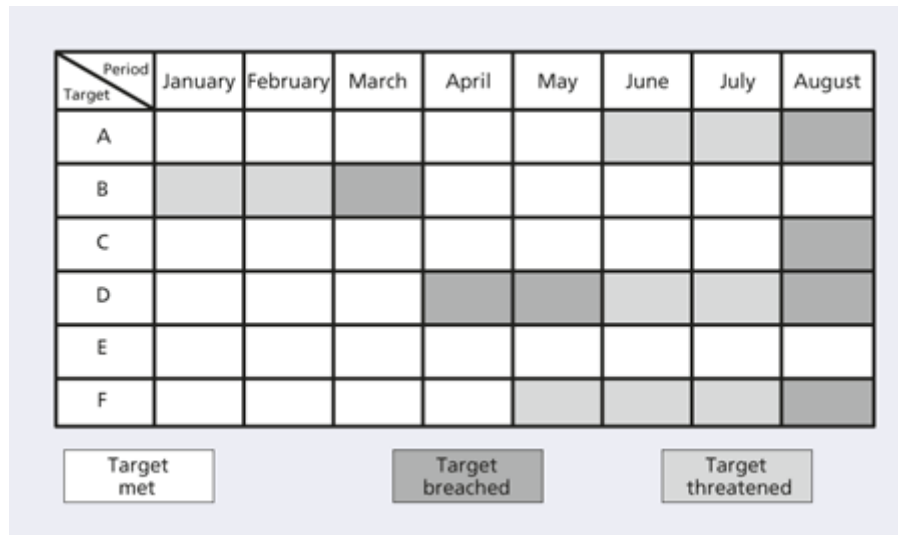 Period
Target
January February March April May June July August
A
B
C
D
E
F
Target
met
Target
breached
Target
threatened